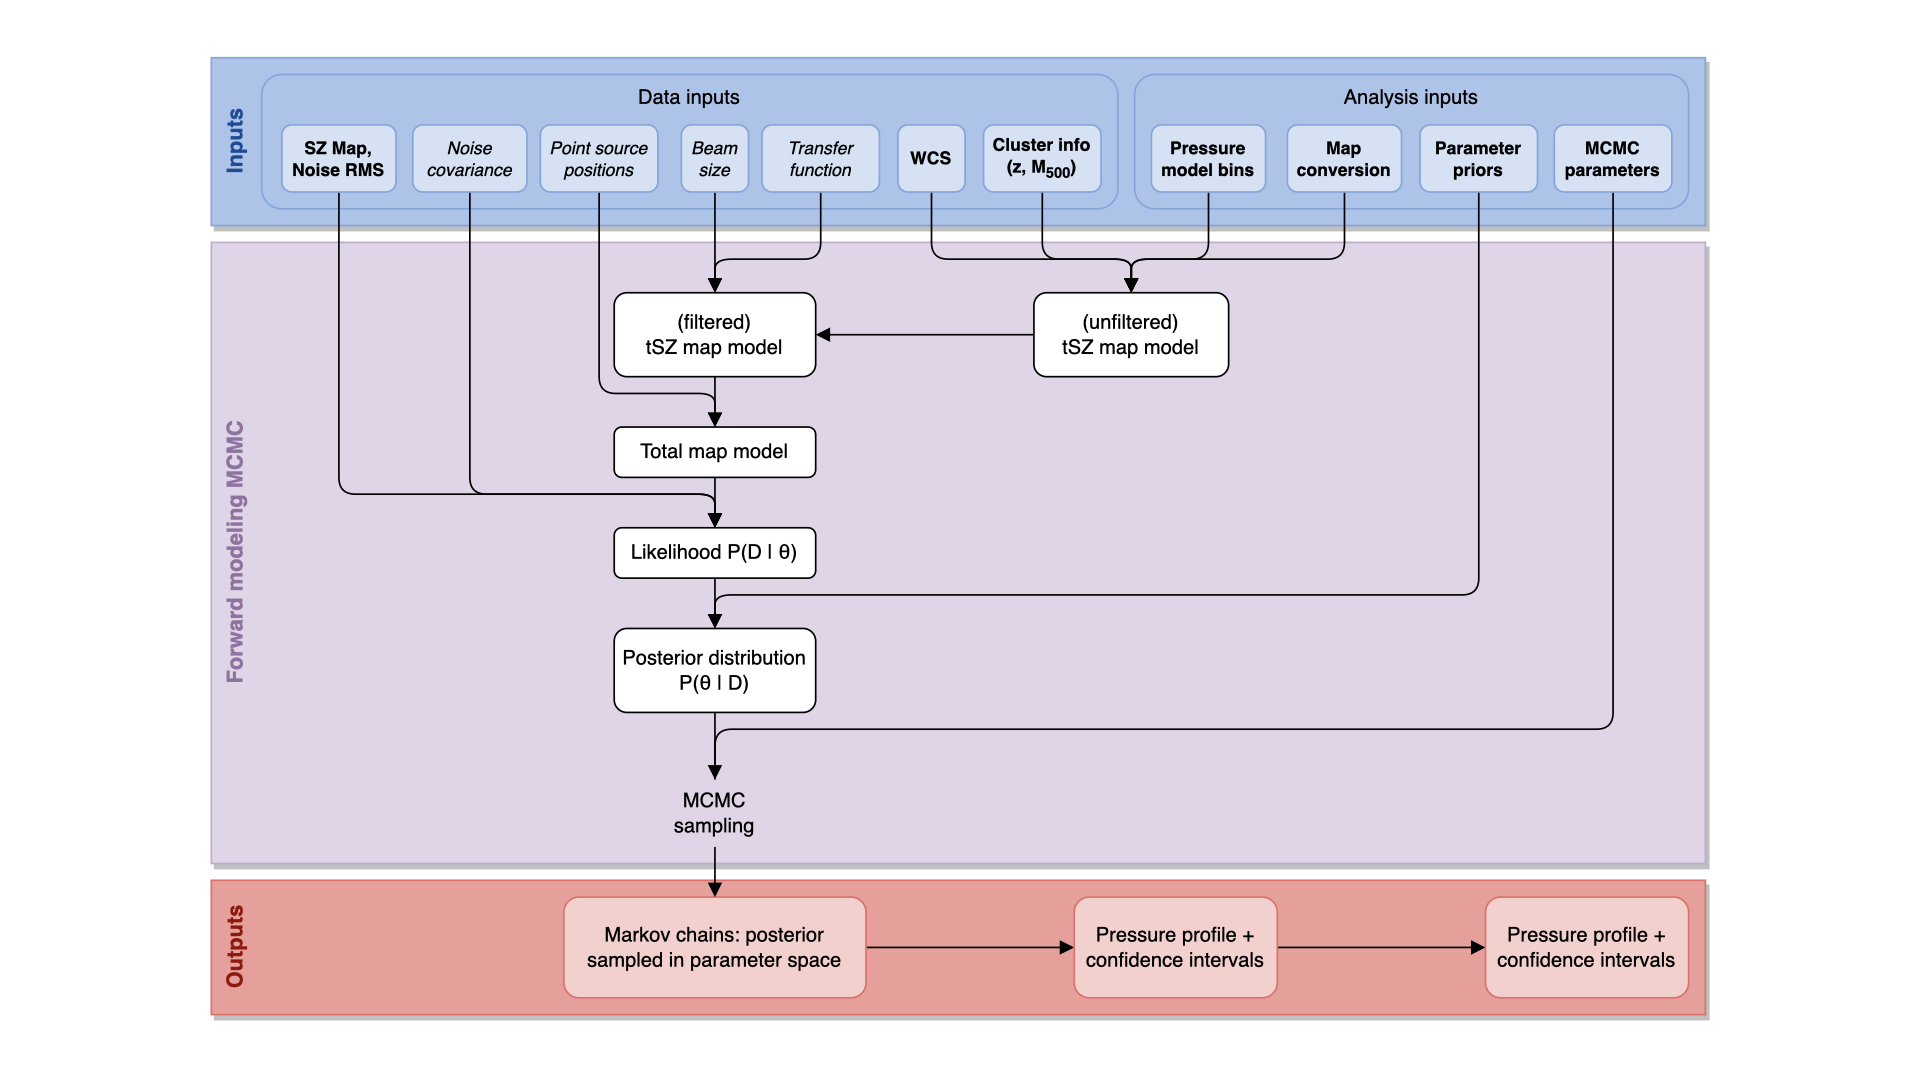 Inputs
Data inputs
SZ Map,
Noise RMS
Noise
covariance
Point source
positions
Beam
size
Transfer
function
WCS
Cluster info
(z, M500)
Analysis inputs
Pressure
model bins
Map
conversion
Parameter
priors
MCMC
parameters
Forward modeling MCMC
(filtered)
tSZ map model
(unfiltered)
tSZ map model
Total map model
Likelihood P(D | θ)
Posterior distribution
P(θ | D)
MCMC
sampling
Outputs
Markov chains: posterior
sampled in parameter space
Pressure profile +
confidence intervals
Pressure profile +
confidence intervals